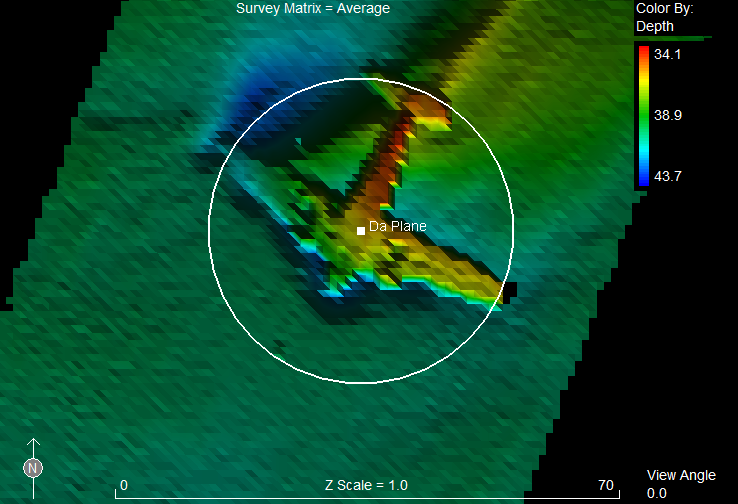 Survey Matrix = Average
Color By:
Depth
34.1
38.9
43.7
Da Plane
N
0
Z Scale = 1.0
70
View Angle
0.0